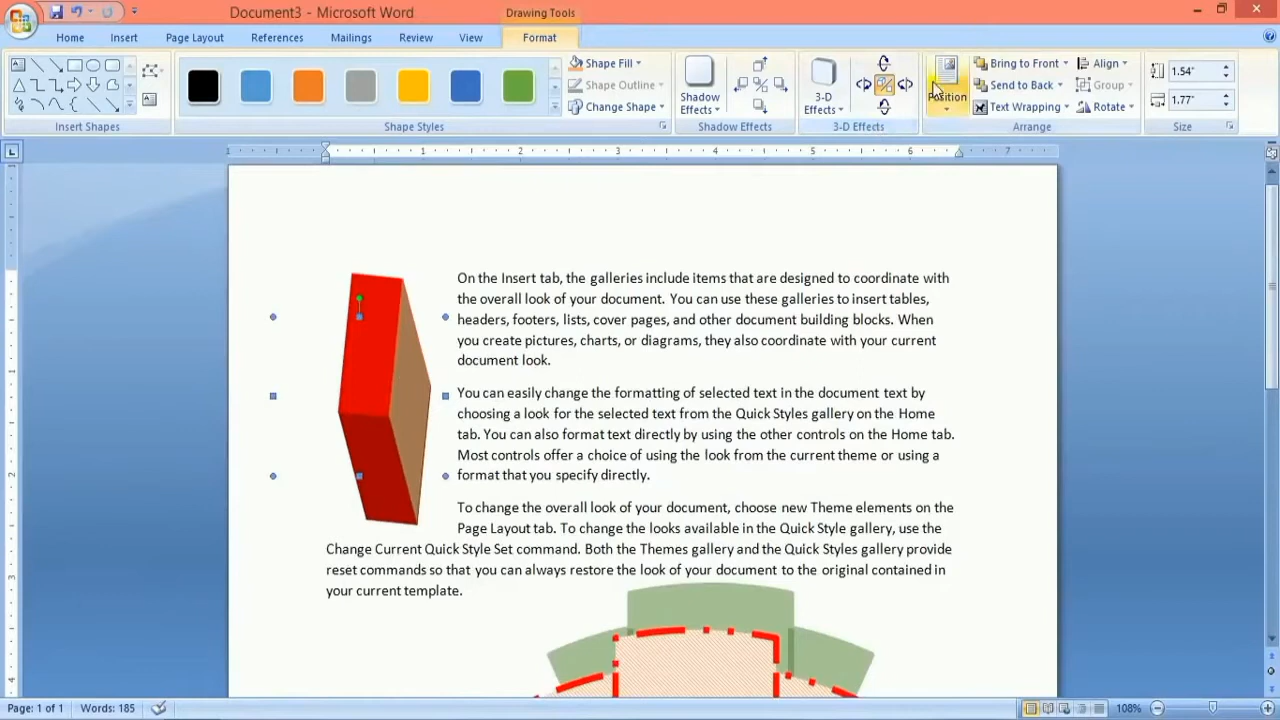 Document3 - Microsoft Word
Drawing Tools
Home
Insert
Page Layout
References
Mailings
Review
View
Format
Shape Fill
Shape Outline
Change Shape
Shadow
Effects
3-D
Effects
Position
Bring to Front
Send to Back
Text Wrapping
Align
Group
Rotate
1.54"
1.77"
Insert Shapes
Shape Styles
Shadow Effects
3-D Effects
Arrange
Size
1 1 2 3 4 5 6 7
On the Insert tab, the galleries include items that are designed to coordinate with
the overall look of your document. You can use these galleries to insert tables,
headers, footers, lists, cover pages, and other document building blocks. When
you create pictures, charts, or diagrams, they also coordinate with your current
document look.
You can easily change the formatting of selected text in the document text by
choosing a look for the selected text from the Quick Styles gallery on the Home
tab. You can also format text directly by using the other controls on the Home tab.
Most controls offer a choice of using the look from the current theme or using a
format that you specify directly.
To change the overall look of your document, choose new Theme elements on the
Page Layout tab. To change the looks available in the Quick Style gallery, use the
Change Current Quick Style Set command. Both the Themes gallery and the Quick Styles gallery provide
reset commands so that you can always restore the look of your document to the original contained in
your current template.
1
2
3
4
Page: 1 of 1
Words: 185
108%